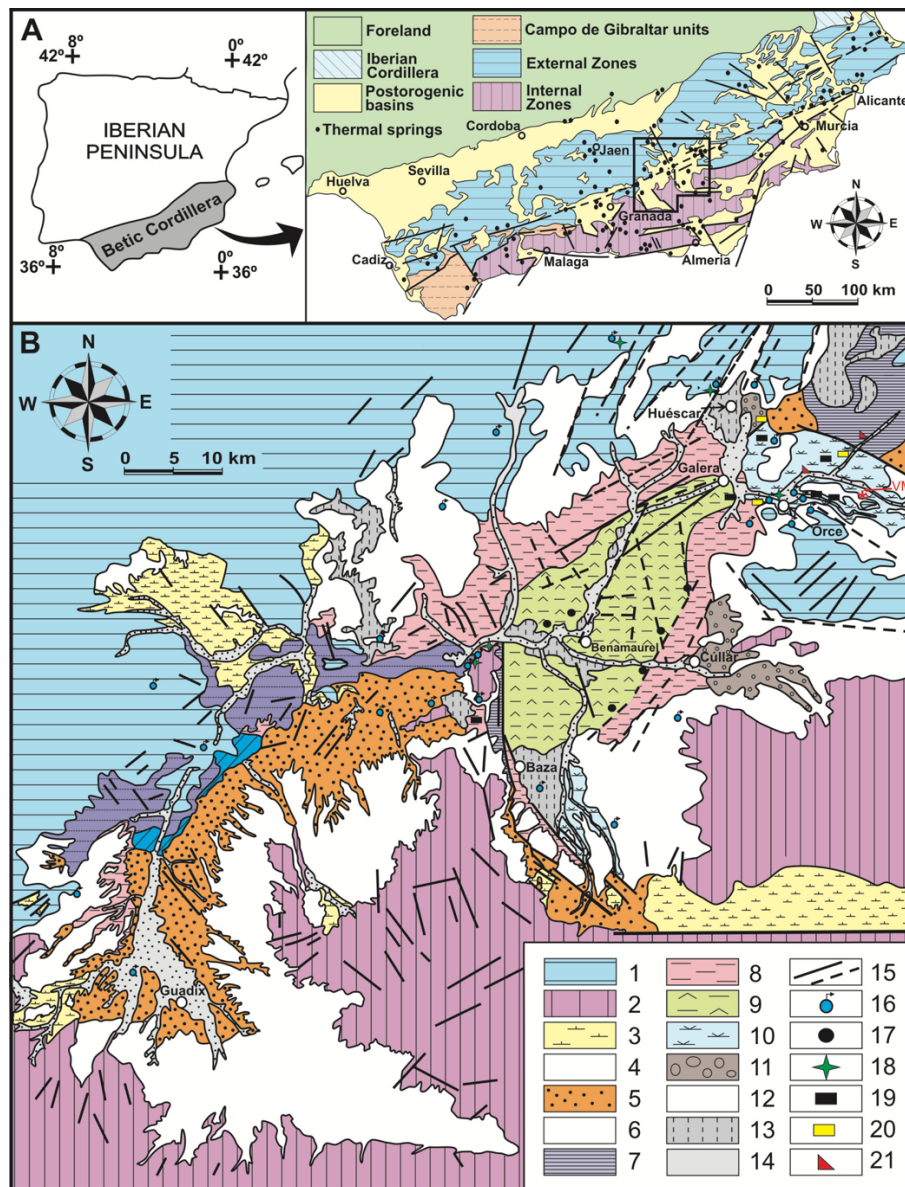 A
8º
42º
0º
42º
IBERIAN
PENINSULA
Betic Cordillera
8º
36º
0º
36º
Foreland
Iberian
Cordillera
Postorogenic
basins
Thermal springs
Campo de Gibraltar units
External Zones
Internal
Zones
Cordoba
Jaen
Sevilla
Huelva
Granada
Cadiz
Malaga
Almeria
Murcia
Alicante
N
W
E
S
0 50 100 km
B
N
W
E
S
0 5 10 km
Huéscar
Galera
VM
Orce
Benamaurel
Cúllar
Baza
Guadix
1
2
3
4
5
6
7
8
9
10
11
12
13
14
15
16
17
18
19
20
21